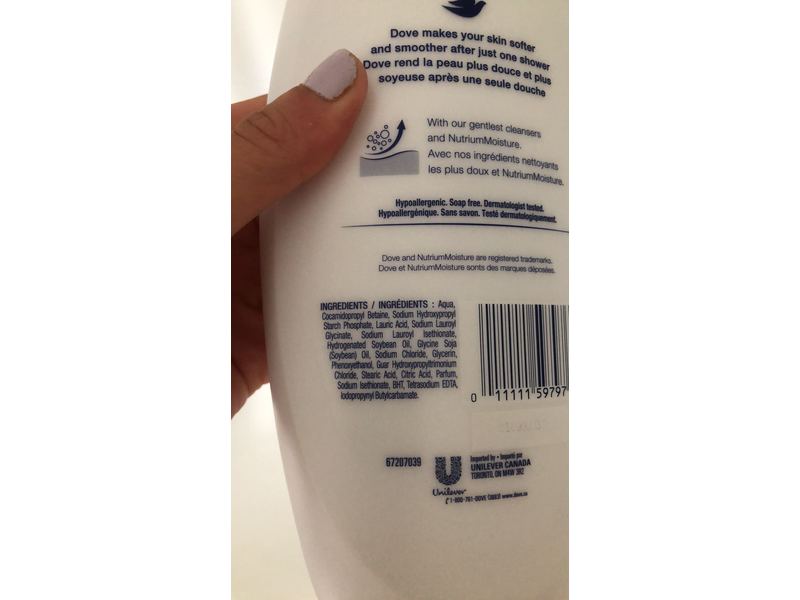 Dove makes your skin softer
and smoother after just one shower
Dove rend la peau plus douce et plus
soyeuse après une seule douche
With our gentlest cleansers
and NutriumMoisture.
Avec nos ingrédients nettoyants
les plus doux et NutriumMoisture.
Hypoallergenic. Soap free. Dermatologist tested.
Hypoallergénique. Sans savon. Testé dermatologiquement.
Dove and NutriumMoisture are registered trademarks.
Dove et NutriumMoisture sonts des marques déposées.
INGREDIENTS / INGRÉDIENTS : Aqua,
Cocamidopropyl Betaine, Sodium Hydroxypropyl
Starch Phosphate, Lauric Acid, Sodium Lauroyl
Glycinate, Sodium Lauroyl Isethionate,
Hydrogenated Soybean Oil, Glycine Soja
(Soybean) Oil, Sodium Chloride, Glycerin,
Phenoxyethanol, Guar Hydroxypropyltrimonium
Chloride, Stearic Acid, Citric Acid, Parfum,
Sodium Isethionate, BHT, Tetrasodium EDTA,
Iodopropynyl Butylcarbamate.
0 11111 59797
67207039
Imported by • Importé par
UNILEVER CANADA
TORONTO, ON M4W 3R2
Unilever
1-800-761-DOVE (3683) www.dove.ca